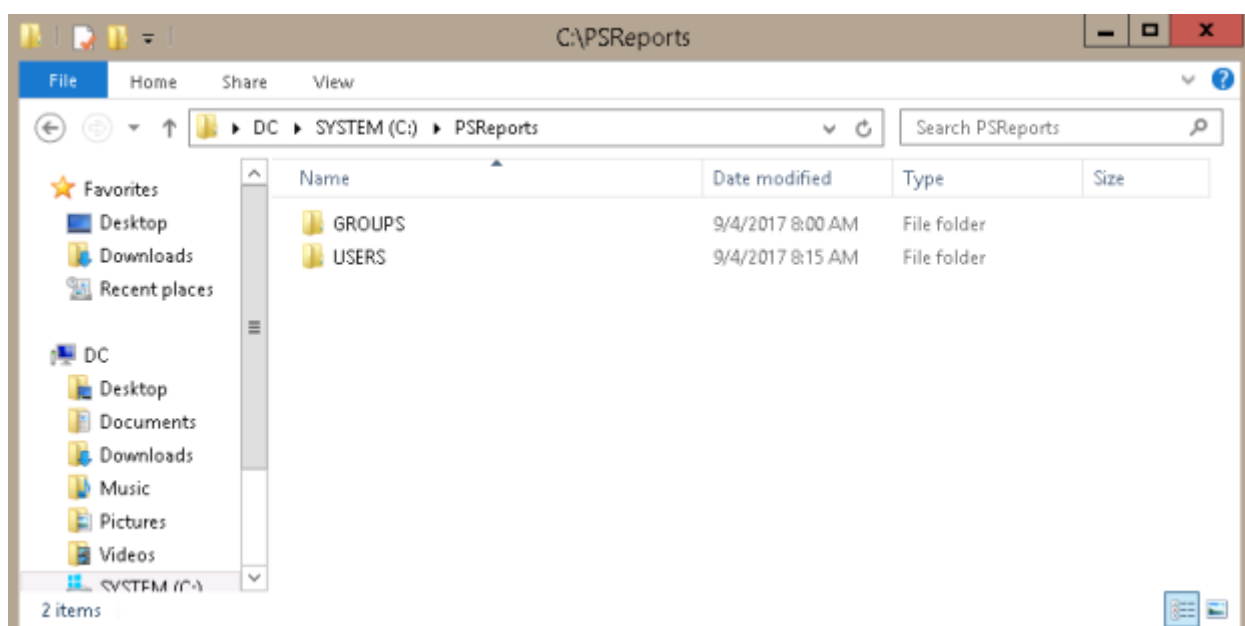 C:\PSReports
File Home Share View
DC SYSTEM (C:) PSReports Search PSReports
Name Date modified Type Size
Favorites
Desktop
Downloads
Recent places
DC
Desktop
Documents
Downloads
Music
Pictures
Videos
SYSTEM (C:)
GROUPS 9/4/2017 8:00 AM File folder
USERS 9/4/2017 8:15 AM File folder
2 items